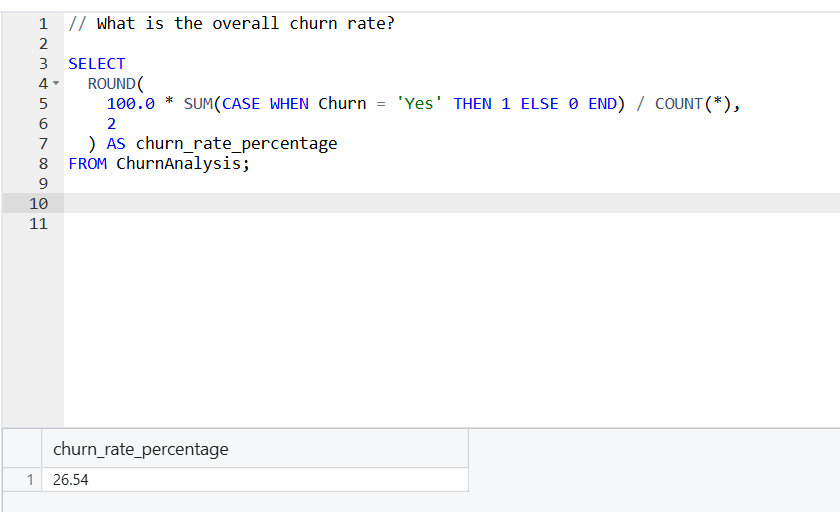 1 // What is the overall churn rate?
2
3 SELECT
4 ROUND(
5 100.0 * SUM(CASE WHEN Churn = 'Yes' THEN 1 ELSE 0 END) / COUNT(*),
6 2
7 ) AS churn_rate_percentage
8 FROM ChurnAnalysis;
9
10
11
churn_rate_percentage
1 26.54